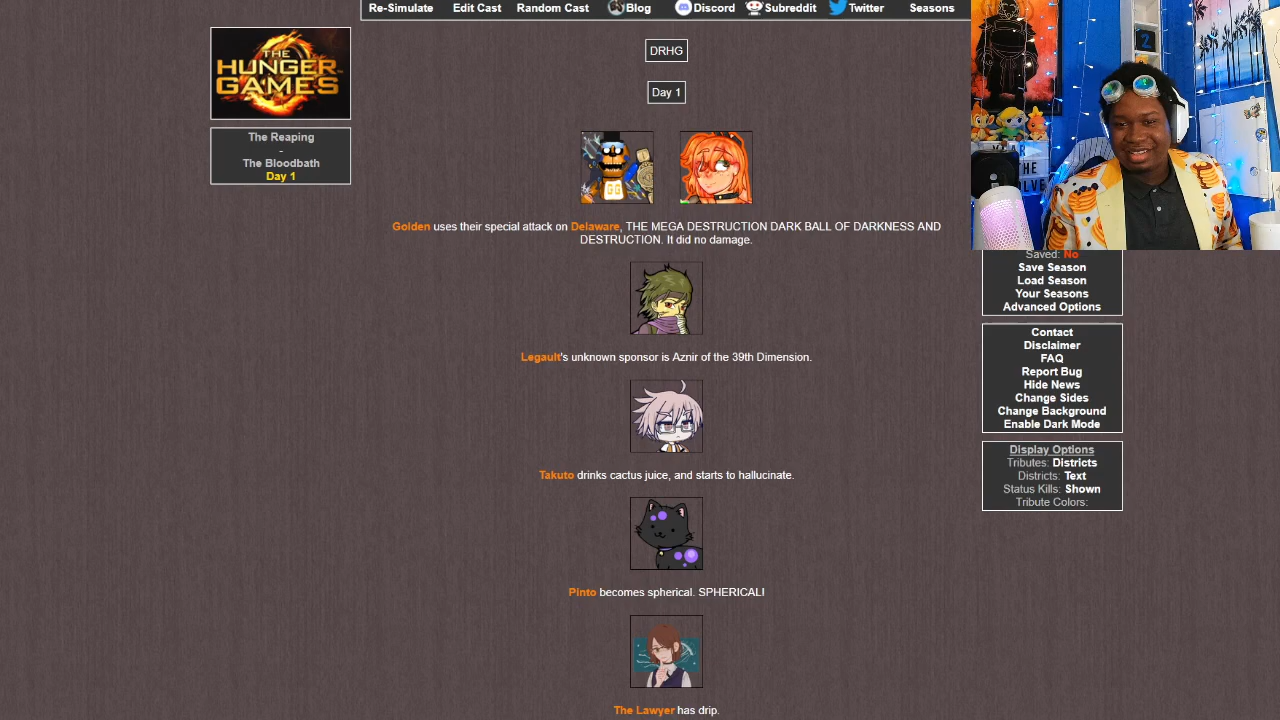 Re-Simulate Edit Cast Random Cast Blog Discord Subreddit Twitter Seasons
THE
HUNGER
GAMES
The Reaping
-
The Bloodbath
Day 1
DRHG
Day 1
GG
Golden uses their special attack on Delaware, THE MEGA DESTRUCTION DARK BALL OF DARKNESS AND
DESTRUCTION. It did no damage.
Legault's unknown sponsor is Aznir of the 39th Dimension.
Takuto drinks cactus juice, and starts to hallucinate.
Pinto becomes spherical. SPHERICAL!
The Lawyer has drip.
2
Saved: No
Save Season
Load Season
Your Seasons
Advanced Options
Contact
Disclaimer
FAQ
Report Bug
Hide News
Change Sides
Change Background
Enable Dark Mode
Display Options
Tributes: Districts
Districts: Text
Status Kills: Shown
Tribute Colors: